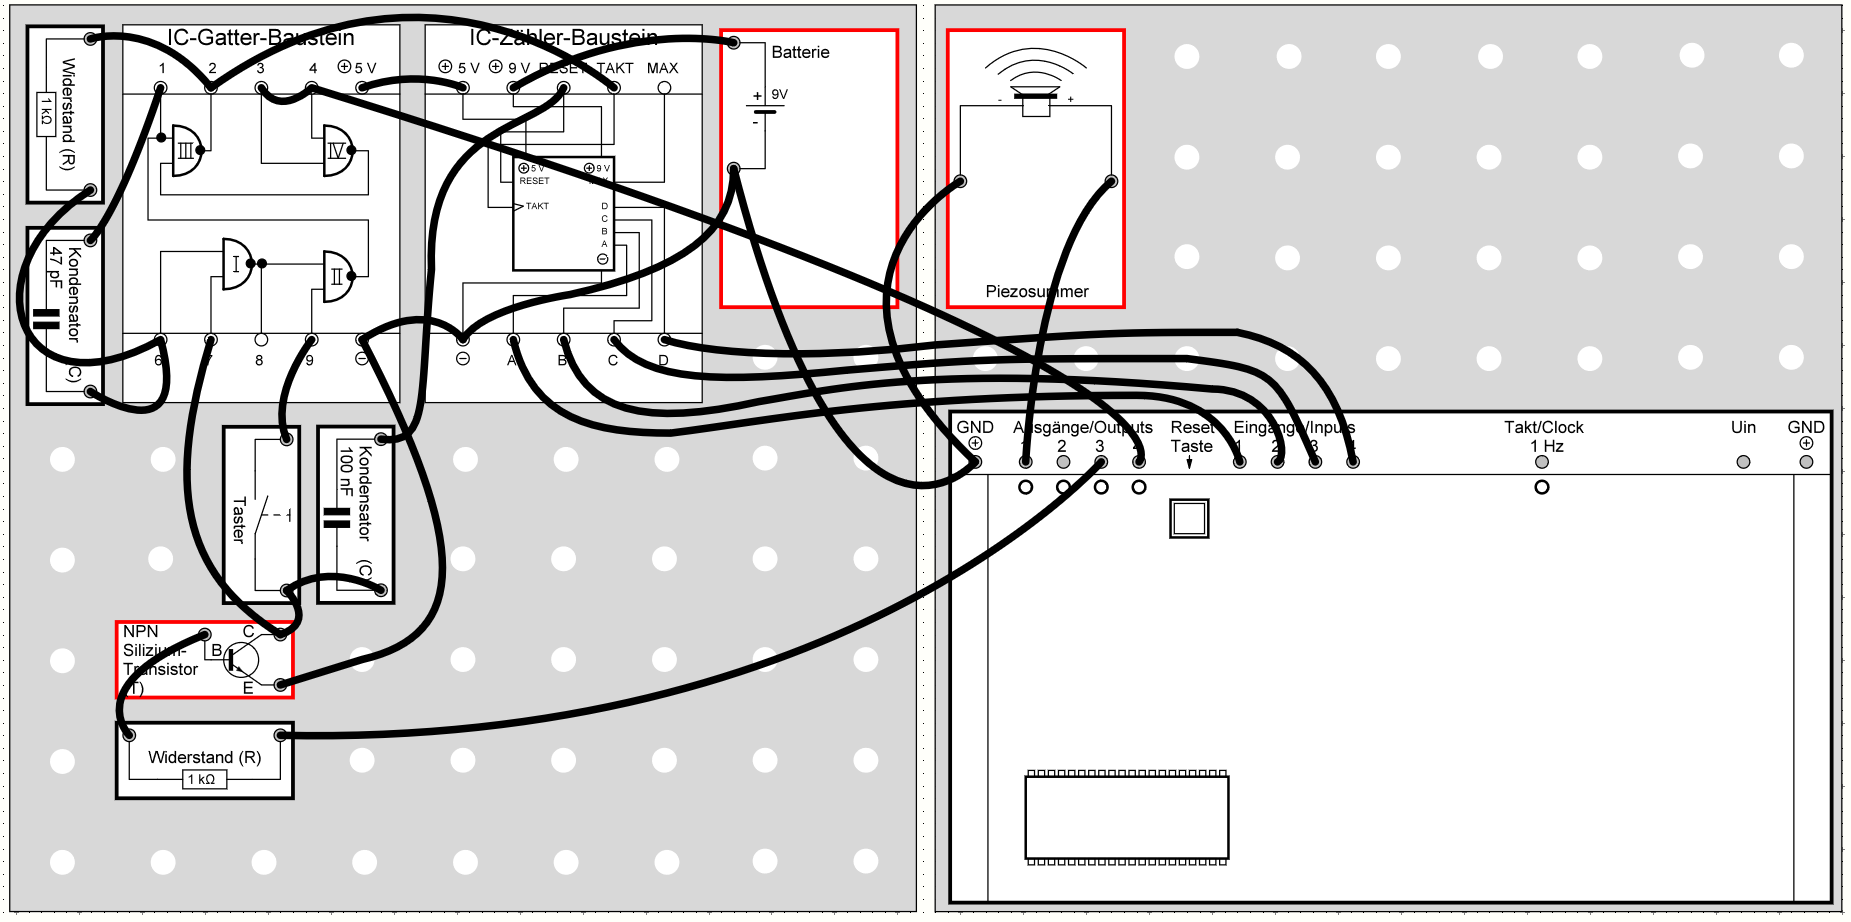 IC-Gatter-Baustein
1 2 3 4 ⊕ 5 V
III
IV
I
II
6 7 8 9 ⊖
IC-Zähler-Baustein
⊕ 5 V ⊕ 9 V RESET TAKT MAX
⊕ 5 V ⊕ 9 V
RESET MAX
TAKT
D
C
B
A
⊖
⊖ A B C D
Widerstand (R)
1 kΩ
Kondensator (C)
47 pF
Batterie
+ 9V
-
Piezosummer
- +
Taster
Kondensator (C)
100 nF
NPN
Silizium-
Transistor
(T)
C
B
E
Widerstand (R)
1 kΩ
GND Ausgänge/Outputs Reset Eingänge/Inputs Takt/Clock Uin GND
1 2 3 4 Taste 1 2 3 4 1 Hz